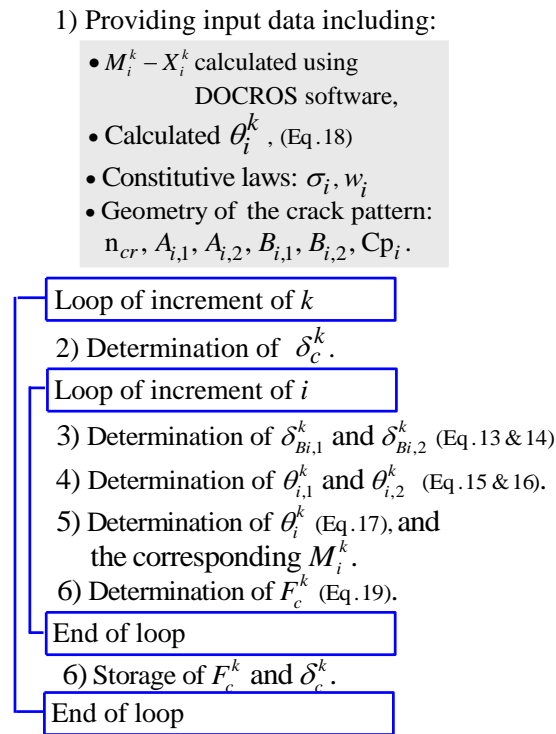 1) Providing input data including:
• M_i^k – X_i^k calculated using
DOCROS software,
• Calculated θ_i^k , (Eq.18)
• Constitutive laws: σ_i, w_i
• Geometry of the crack pattern:
n_cr, A_i,1, A_i,2, B_i,1, B_i,2, Cp_i.
Loop of increment of k
2) Determination of δ_c^k.
Loop of increment of i
3) Determination of δ_Bi,1^k and δ_Bi,2^k (Eq.13 & 14)
4) Determination of θ_i,1^k and θ_i,2^k (Eq.15 & 16).
5) Determination of θ_i^k (Eq.17), and
the corresponding M_i^k.
6) Determination of F_c^k (Eq.19).
End of loop
6) Storage of F_c^k and δ_c^k.
End of loop